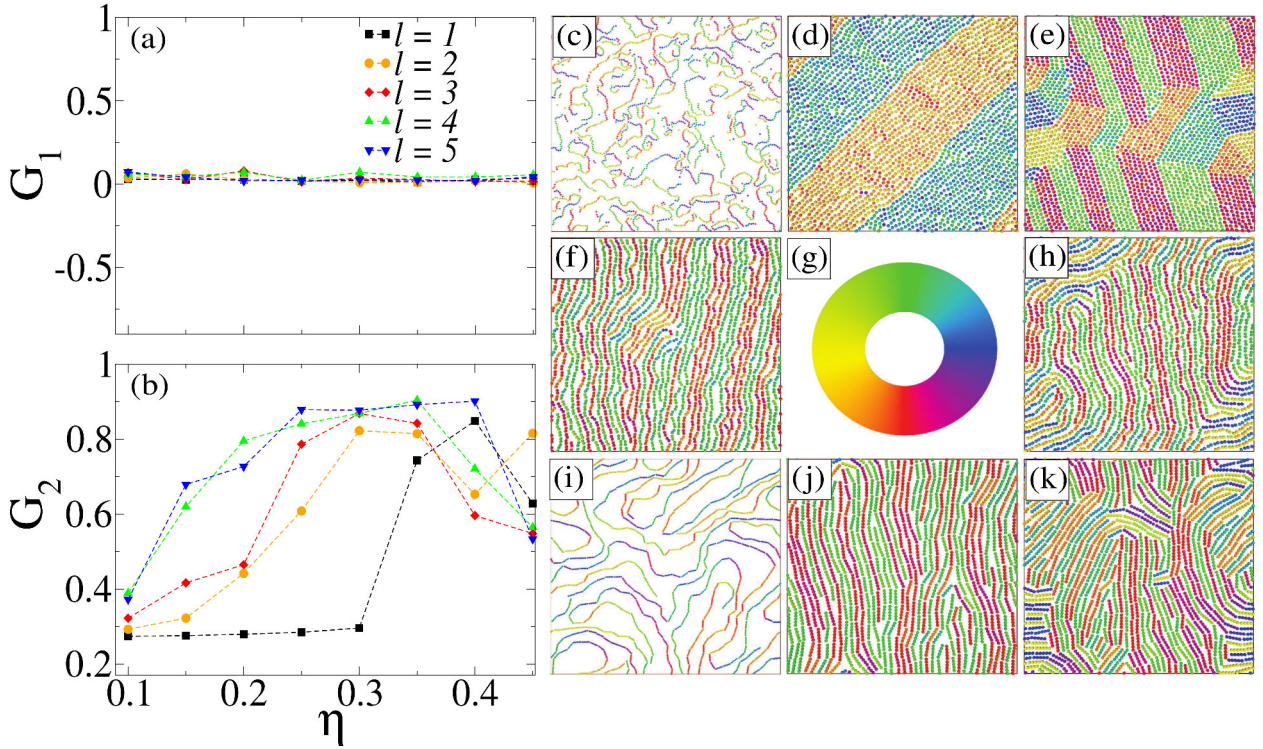 (a)
l = 1
l = 2
l = 3
l = 4
l = 5
1
0.5
0
-0.5
G1
(b)
1
0.8
0.6
0.4
0.2
G2
0.1
0.2
0.3
0.4
η
(c)
(d)
(e)
(f)
(g)
(h)
(i)
(j)
(k)